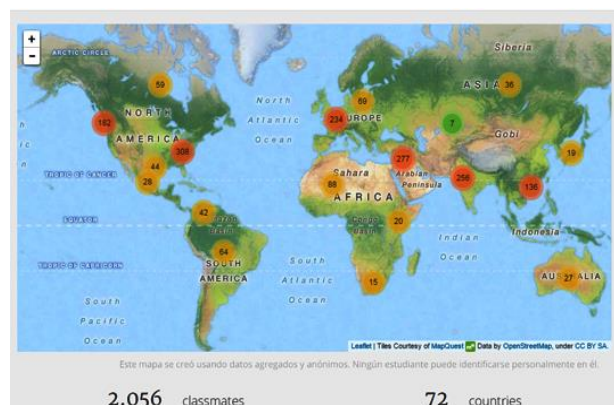 +
−
ARCTIC CIRCLE
Siberia
59
69
36
ASIA
NORTH
182
234
EUROPE
7
North
Atlantic
Ocean
AMERICA
308
Gobi
277
19
44
TROPIC OF CANCER
28
Sahara
88
Arabian
Peninsula
256
136
AFRICA
42
20
EQUATOR
Indian
Ocean
Indonesia
64
SOUTH
AMERICA
TROPIC OF CAPRICORN
South
Atlantic
Ocean
15
AUSTRALIA
27
South
Pacific
Ocean
Leaflet | Tiles Courtesy of MapQuest Data by OpenStreetMap, under CC BY SA.
Este mapa se creó usando datos agregados y anónimos. Ningún estudiante puede identificarse personalmente en él.
2,056 classmates 72 countries